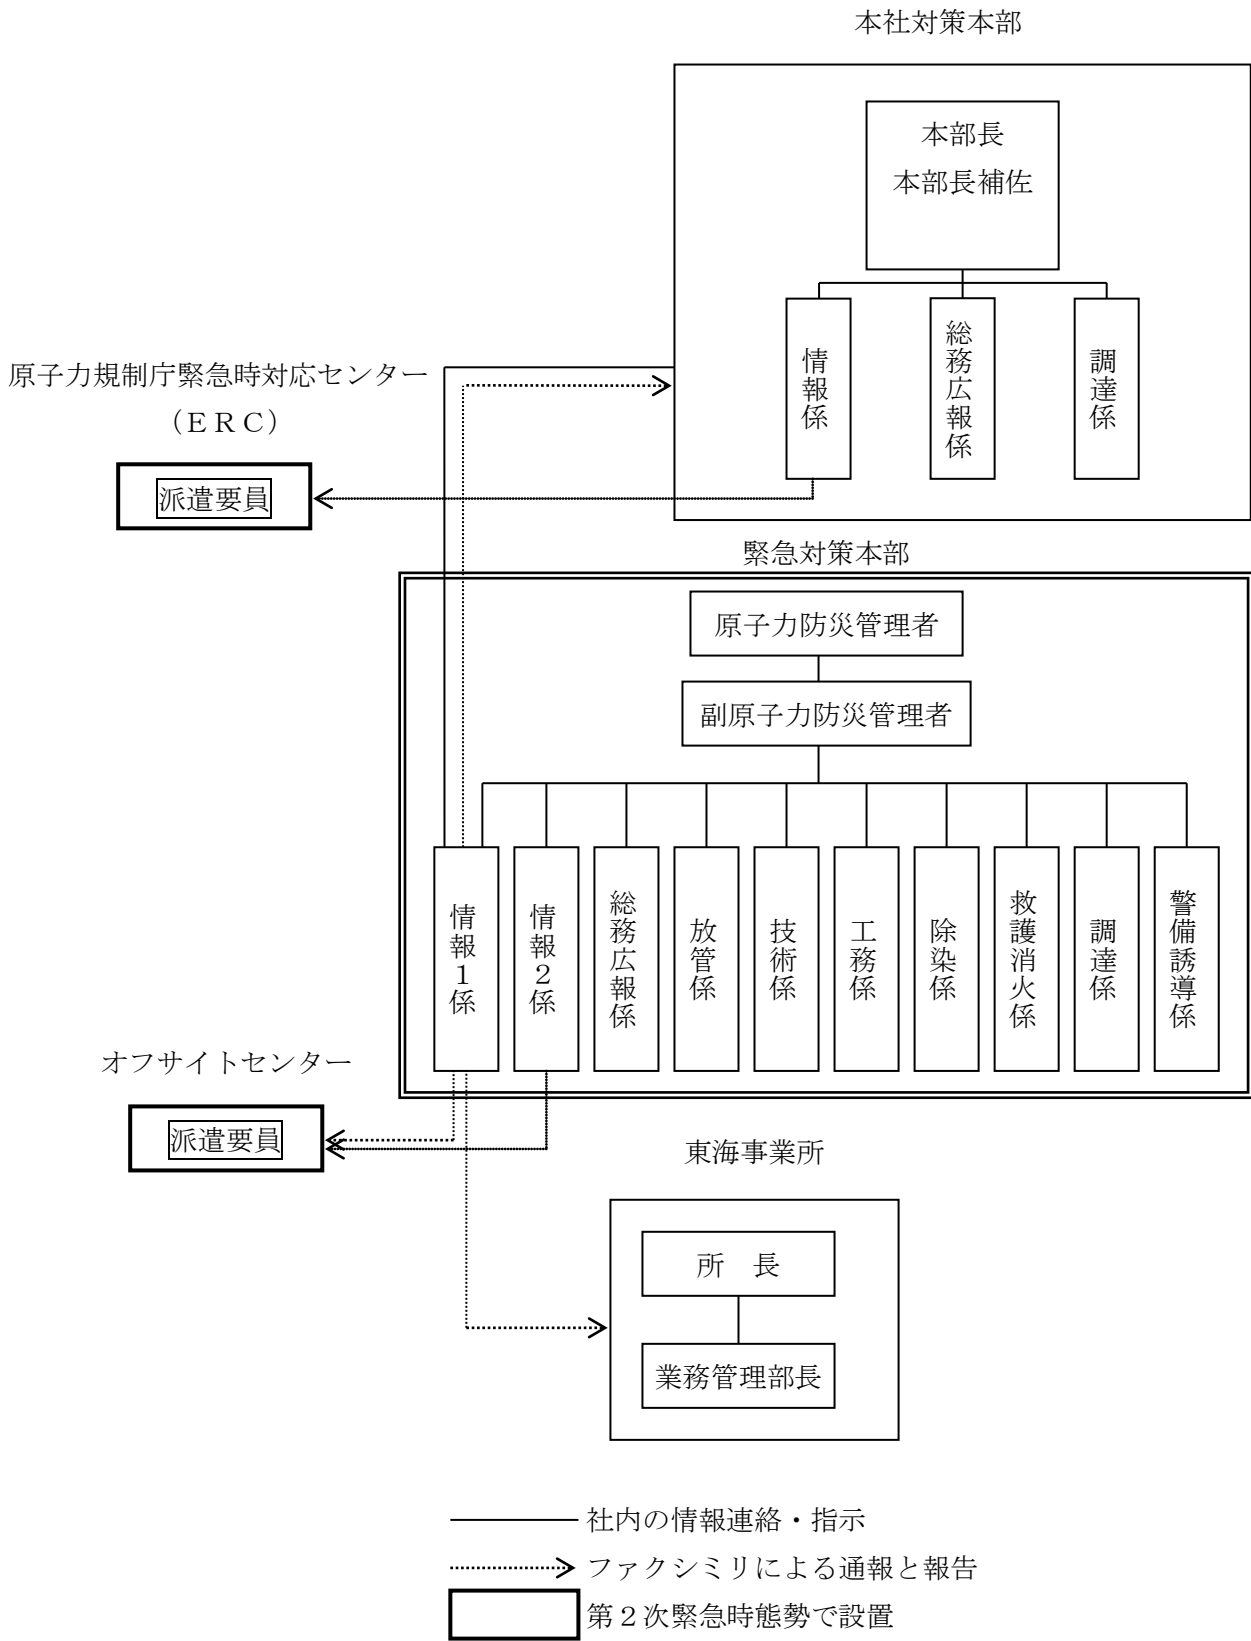 本社対策本部
本部長
本部長補佐
情報係
総務広報係
調達係
原子力規制庁緊急時対応センター
（ＥＲＣ）
派遣要員
緊急対策本部
原子力防災管理者
副原子力防災管理者
情報１係
情報２係
総務広報係
放管係
技術係
工務係
除染係
救護消火係
調達係
警備誘導係
オフサイトセンター
派遣要員
東海事業所
所　長
業務管理部長
社内の情報連絡・指示
ファクシミリによる通報と報告
第２次緊急時態勢で設置